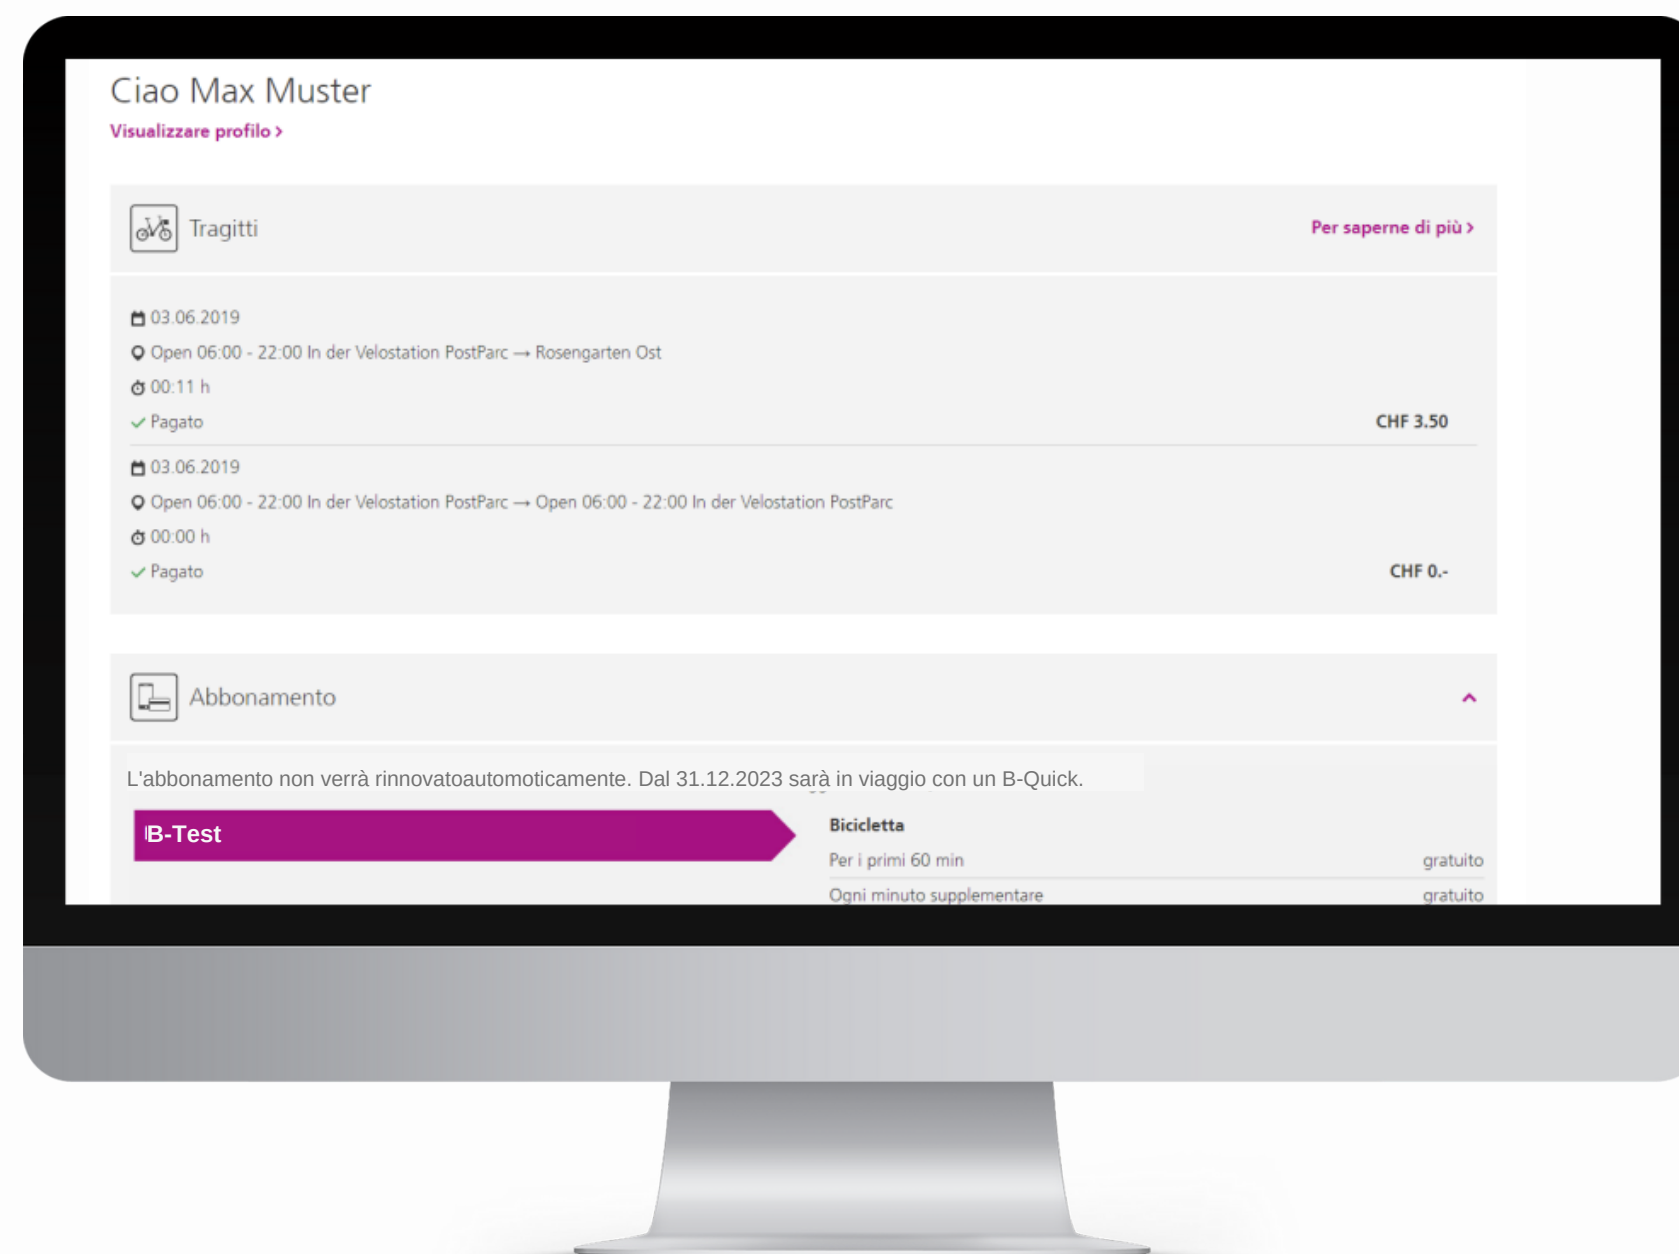 Ciao Max Muster
Visualizzare profilo >
Tragitti
Per saperne di più >
03.06.2019
Open 06:00 - 22:00 In der Velostation PostParc → Rosengarten Ost
00:11 h
Pagato
CHF 3.50
03.06.2019
Open 06:00 - 22:00 In der Velostation PostParc → Open 06:00 - 22:00 In der Velostation PostParc
00:00 h
Pagato
CHF 0.-
Abbonamento
L'abbonamento non verrà rinnovatoautomoticamente. Dal 31.12.2023 sarà in viaggio con un B-Quick.
B-Test
Bicicletta
Per i primi 60 min gratuito
Ogni minuto supplementare gratuito